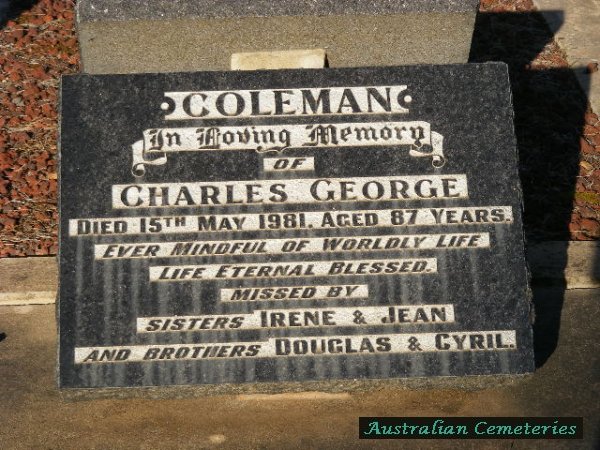 COLEMAN
In Loving Memory
OF
CHARLES GEORGE
DIED 15TH MAY 1981. AGED 87 YEARS.
EVER MINDFUL OF WORLDLY LIFE
LIFE ETERNAL BLESSED.
MISSED BY
SISTERS IRENE & JEAN
AND BROTHERS DOUGLAS & CYRIL.
Australian Cemeteries